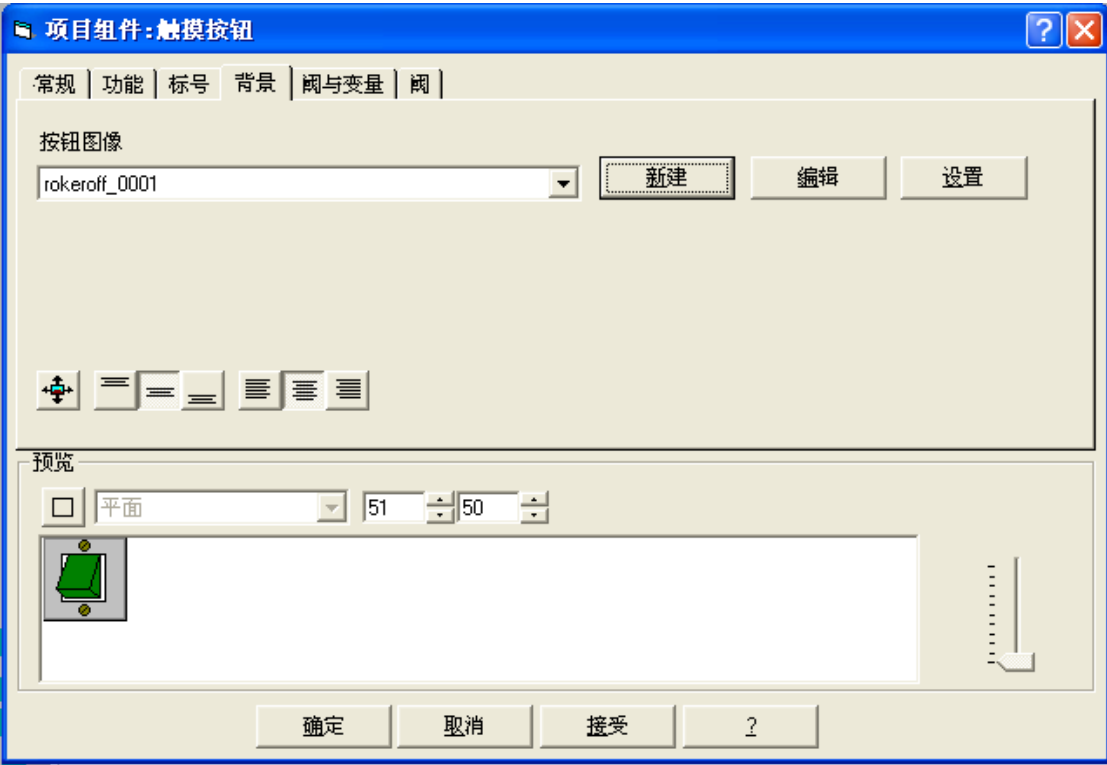 项目组件:触摸按钮
常规 功能 标号 背景 阈与变量 阈
按钮图像
rokeroff_0001 新建 编辑 设置
预览
平面 51 50
确定 取消 接受 ?